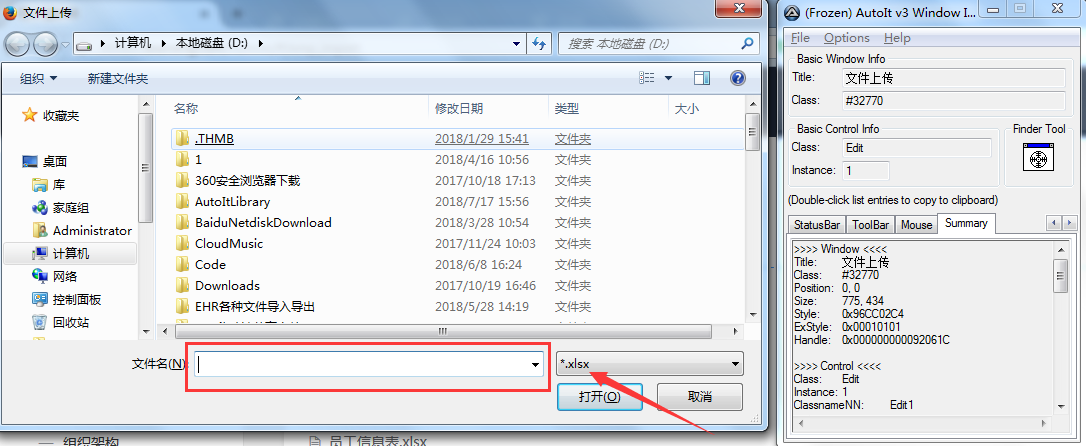 文件上传
计算机 本地磁盘 (D:)
搜索 本地磁盘 (D:)
组织 新建文件夹
收藏夹
桌面
库
家庭组
Administrator
计算机
网络
控制面板
回收站
名称 修改日期 类型 大小
.THMB 2018/1/29 15:41 文件夹
1 2018/4/16 10:56 文件夹
360安全浏览器下载 2017/10/18 17:13 文件夹
AutoItLibrary 2018/7/17 15:56 文件夹
BaiduNetdiskDownload 2018/3/28 10:54 文件夹
CloudMusic 2017/11/24 10:03 文件夹
Code 2018/6/8 16:24 文件夹
Downloads 2017/10/19 16:46 文件夹
EHR各种文件导入导出 2018/5/28 14:19 文件夹
文件名(N):
*.xlsx
打开(O) 取消
组织架构
员工信息表.xlsx
(Frozen) AutoIt v3 Window I...
File Options Help
Basic Window Info
Title: 文件上传
Class: #32770
Basic Control Info
Class: Edit
Instance: 1
Finder Tool
(Double-click list entries to copy to clipboard)
StatusBar ToolBar Mouse Summary
>>>> Window <<<<
Title: 文件上传
Class: #32770
Position: 0, 0
Size: 775, 434
Style: 0x96CC02C4
ExStyle: 0x00010101
Handle: 0x000000000092061C
>>>> Control <<<<
Class: Edit
Instance: 1
ClassnameNN: Edit1